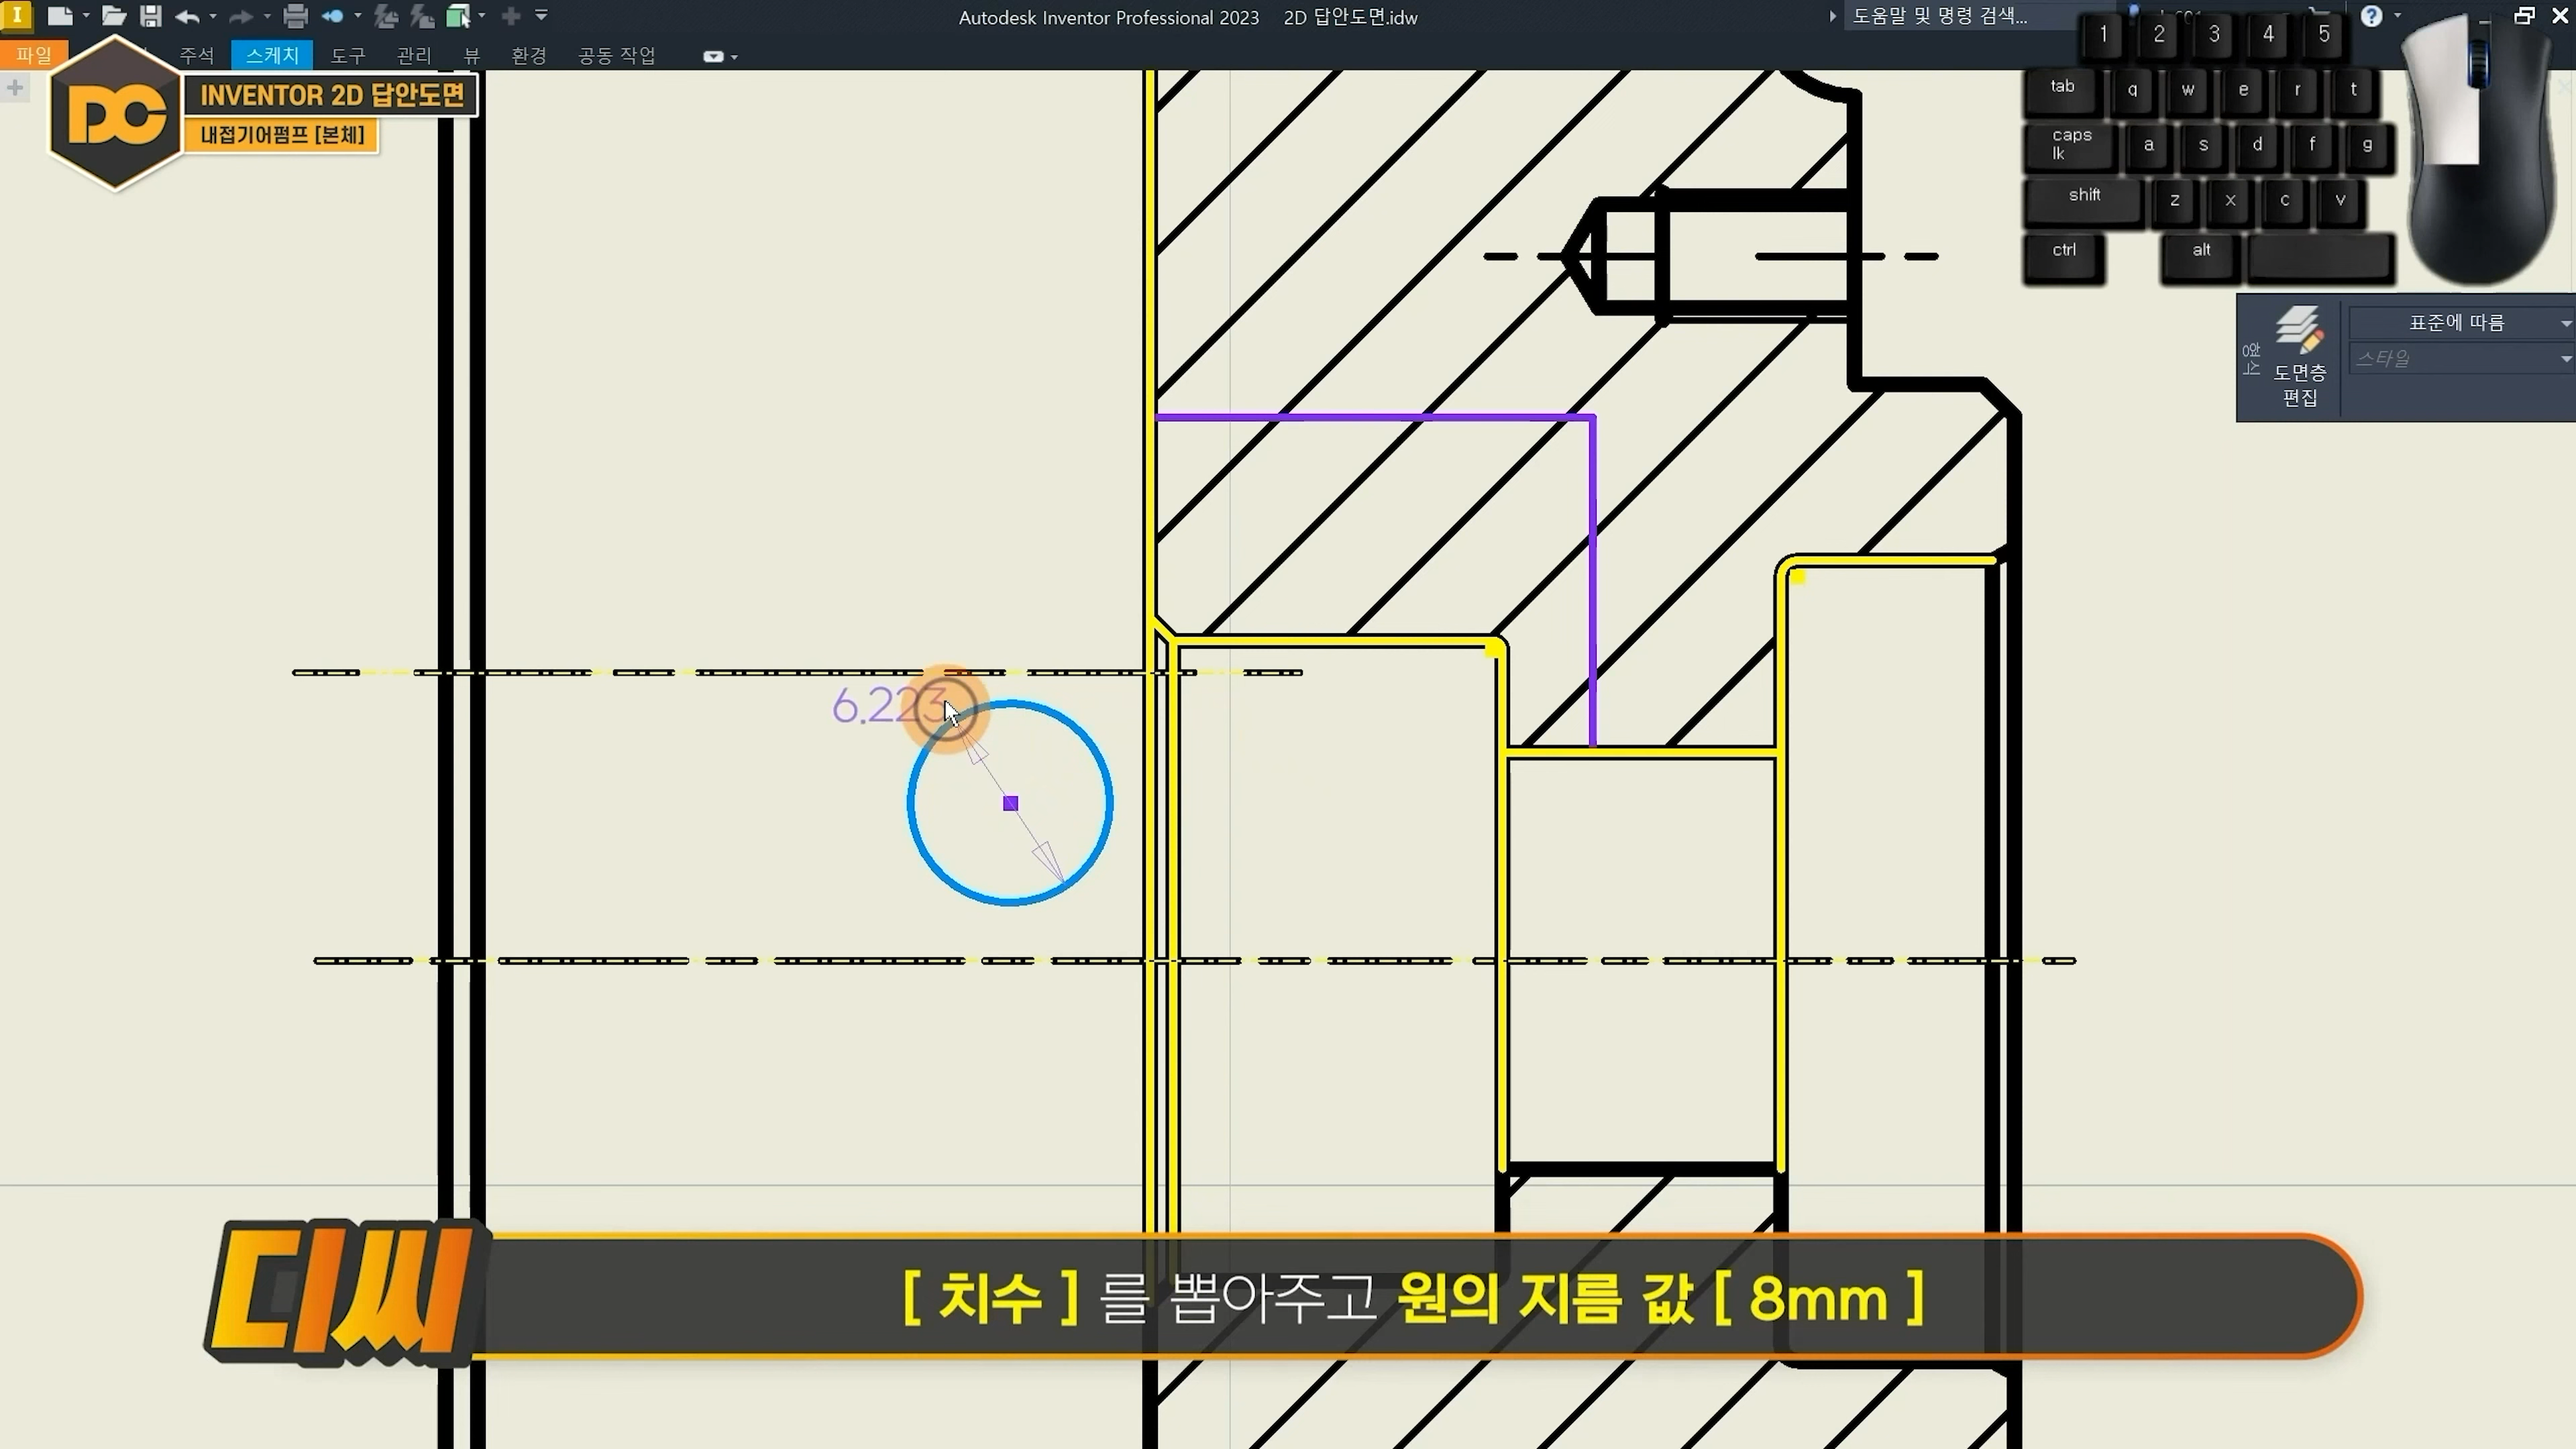 Autodesk Inventor Professional 2023 2D 답안도면.idw
도움말 및 명령 검색...
파일 주석 스케치 도구 관리 뷰 환경 공동 작업
DC
INVENTOR 2D 답안도면
내접기어펌프 [본체]
1 2 3 4 5
tab q w e r t
caps lk a s d f g
shift z x c v
ctrl alt
형식
도면층
편집
표준에 따름
스타일
6.223
디씨
[ 치수 ] 를 뽑아주고 원의 지름 값 [ 8mm ]